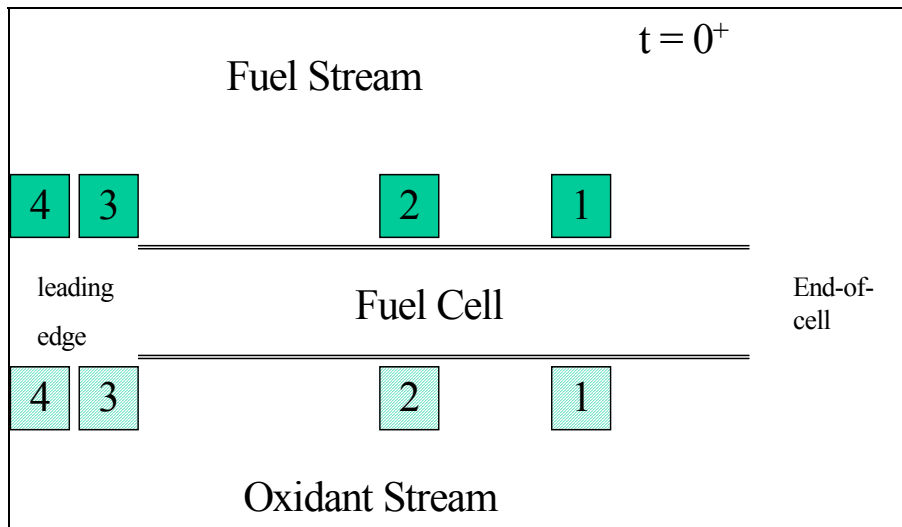 t = 0⁺
Fuel Stream
4 3 2 1
leading
edge
Fuel Cell
End-of-
cell
4 3 2 1
Oxidant Stream